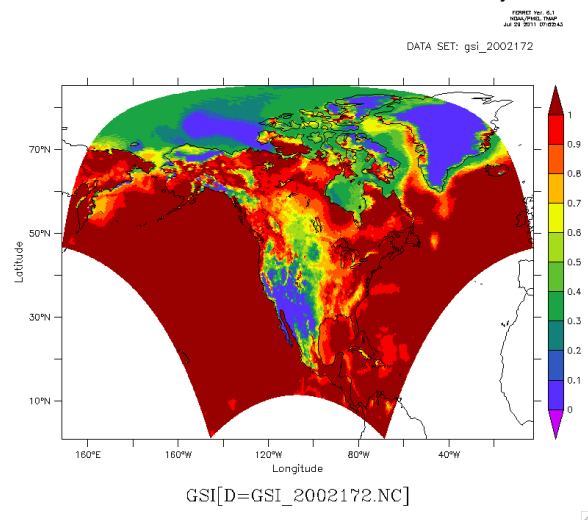 FERRET Ver. 6.1
NOAA/PMEL TMAP
Jul 29 2011 07:62:43
DATA SET: gsi_2002172
1
0.9
0.8
0.7
0.6
0.5
0.4
0.3
0.2
0.1
0
70°N
50°N
30°N
10°N
Latitude
160°E 160°W 120°W 80°W 40°W
Longitude
GSI[D=GSI_2002172.NC]